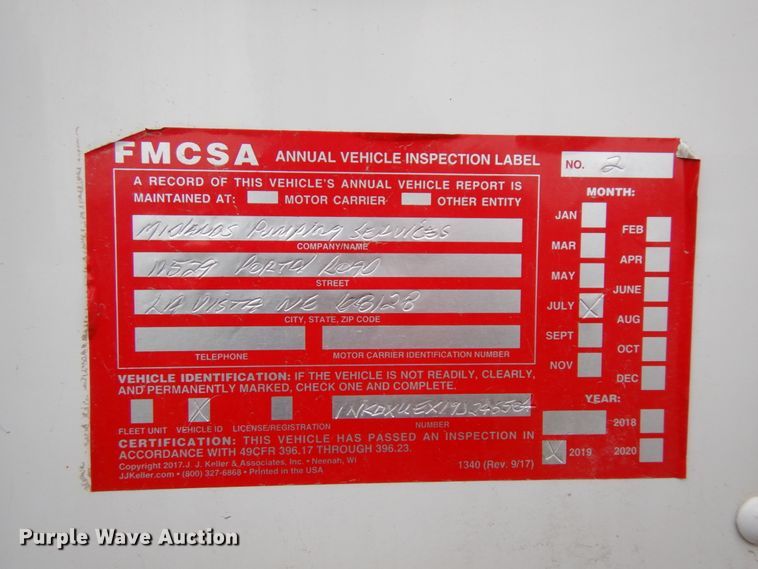 FMCSA ANNUAL VEHICLE INSPECTION LABEL NO. 2
A RECORD OF THIS VEHICLE'S ANNUAL VEHICLE REPORT IS
MAINTAINED AT: MOTOR CARRIER OTHER ENTITY
Midlands Pumping Services
COMPANY/NAME
Portal Road
STREET
La Vista NE 68128
CITY, STATE, ZIP CODE
TELEPHONE MOTOR CARRIER IDENTIFICATION NUMBER
MONTH:
JAN FEB
MAR APR
MAY JUNE
JULY X AUG
SEPT OCT
NOV DEC
VEHICLE IDENTIFICATION: IF THE VEHICLE IS NOT READILY, CLEARLY,
AND PERMANENTLY MARKED, CHECK ONE AND COMPLETE.
X
FLEET UNIT VEHICLE ID LICENSE/REGISTRATION NUMBER
YEAR:
2018
X 2019 2020
CERTIFICATION: THIS VEHICLE HAS PASSED AN INSPECTION IN
ACCORDANCE WITH 49CFR 396.17 THROUGH 396.23.
Copyright 2017 J. J. Keller & Associates, Inc. • Neenah, WI
JJKeller.com • (800) 327-6868 • Printed in the USA 1340 (Rev. 9/17)
Purple Wave Auction